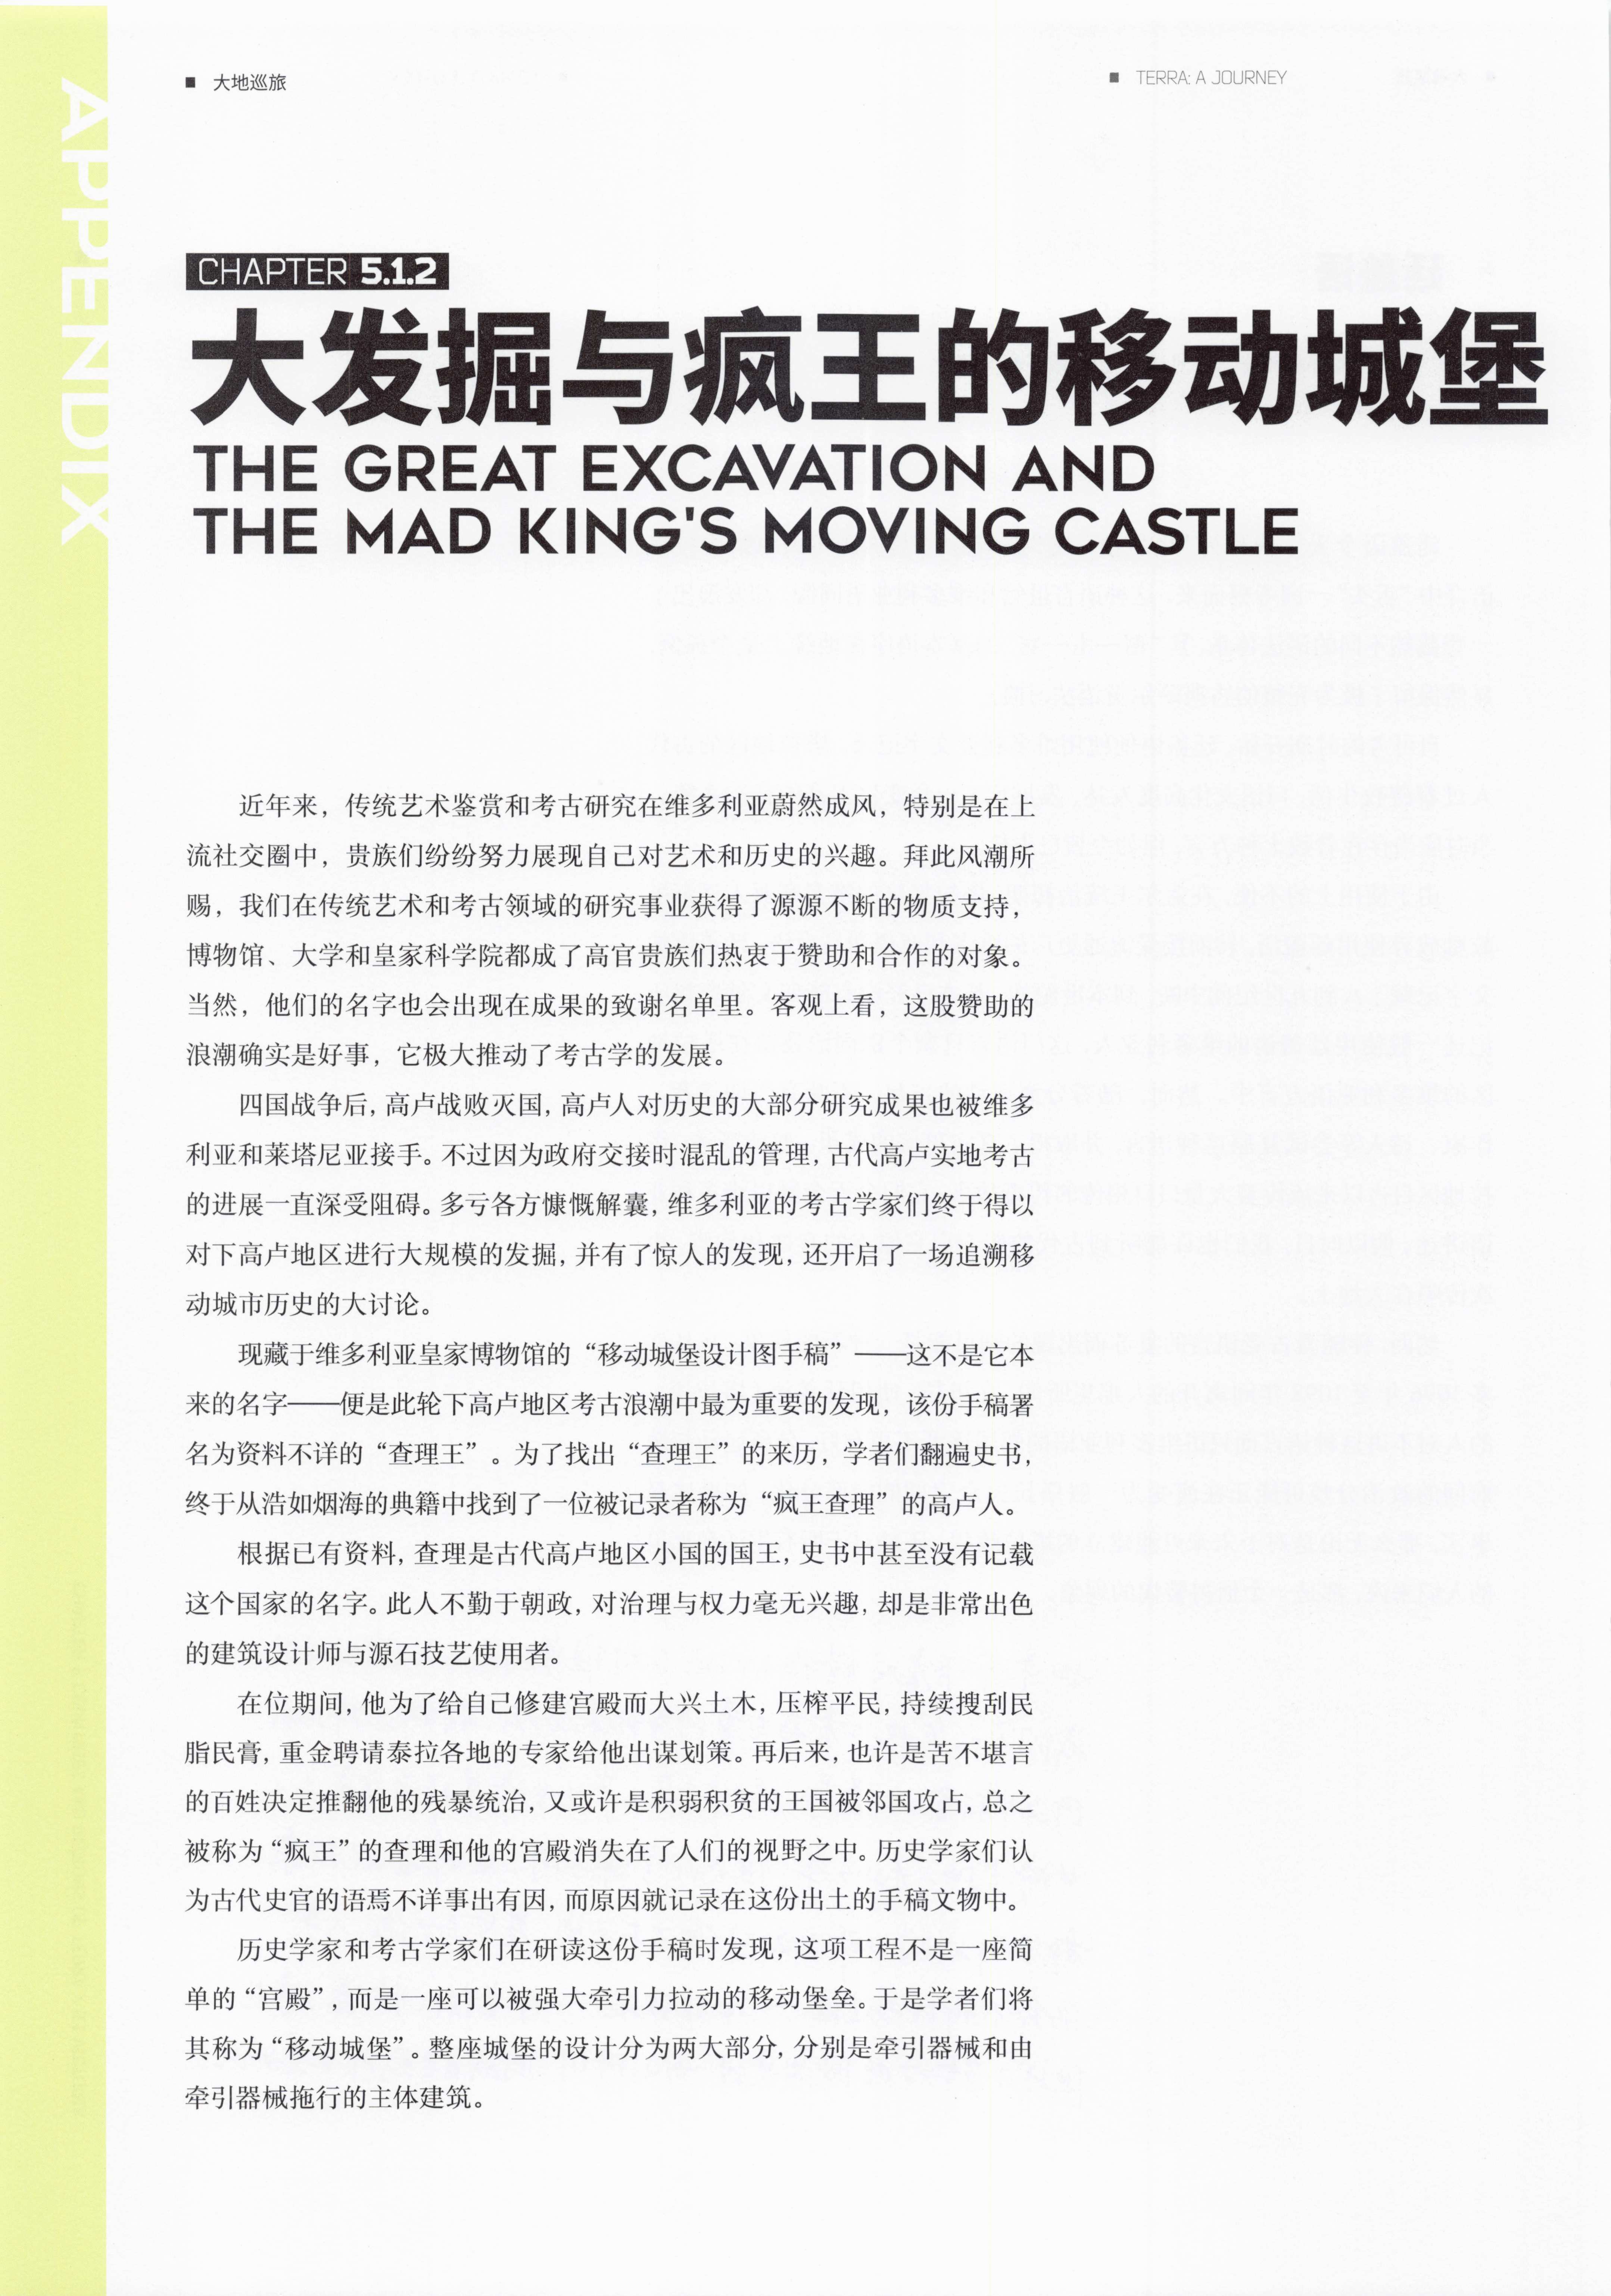 APPENDIX
大地巡旅
TERRA: A JOURNEY
CHAPTER 5.1.2
大发掘与疯王的移动城堡
THE GREAT EXCAVATION AND
THE MAD KING'S MOVING CASTLE
近年来，传统艺术鉴赏和考古研究在维多利亚蔚然成风，特别是在上
流社交圈中，贵族们纷纷努力展现自己对艺术和历史的兴趣。拜此风潮所
赐，我们在传统艺术和考古领域的研究事业获得了源源不断的物质支持，
博物馆、大学和皇家科学院都成了高官贵族们热衷于赞助和合作的对象。
当然，他们的名字也会出现在成果的致谢名单里。客观上看，这股赞助的
浪潮确实是好事，它极大推动了考古学的发展。
四国战争后，高卢战败灭国，高卢人对历史的大部分研究成果也被维多
利亚和莱塔尼亚接手。不过因为政府交接时混乱的管理，古代高卢实地考古
的进展一直深受阻碍。多亏各方慷慨解囊，维多利亚的考古学家们终于得以
对下高卢地区进行大规模的发掘，并有了惊人的发现，还开启了一场追溯移
动城市历史的大讨论。
现藏于维多利亚皇家博物馆的“移动城堡设计图手稿”——这不是它本
来的名字——便是此轮下高卢地区考古浪潮中最为重要的发现，该份手稿署
名为资料不详的“查理王”。为了找出“查理王”的来历，学者们翻遍史书，
终于从浩如烟海的典籍中找到了一位被记录者称为“疯王查理”的高卢人。
根据已有资料，查理是古代高卢地区小国的国王，史书中甚至没有记载
这个国家的名字。此人不勤于朝政，对治理与权力毫无兴趣，却是非常出色
的建筑设计师与源石技艺使用者。
在位期间，他为了给自己修建宫殿而大兴土木，压榨平民，持续搜刮民
脂民膏，重金聘请泰拉各地的专家给他出谋划策。再后来，也许是苦不堪言
的百姓决定推翻他的残暴统治，又或许是积弱积贫的王国被邻国攻占，总之
被称为“疯王”的查理和他的宫殿消失在了人们的视野之中。历史学家们认
为古代史官的语焉不详事出有因，而原因就记录在这份出土的手稿文物中。
历史学家和考古学家们在研读这份手稿时发现，这项工程不是一座简
单的“宫殿”，而是一座可以被强大牵引力拉动的移动堡垒。于是学者们将
其称为“移动城堡”。整座城堡的设计分为两大部分，分别是牵引器械和由
牵引器械拖行的主体建筑。